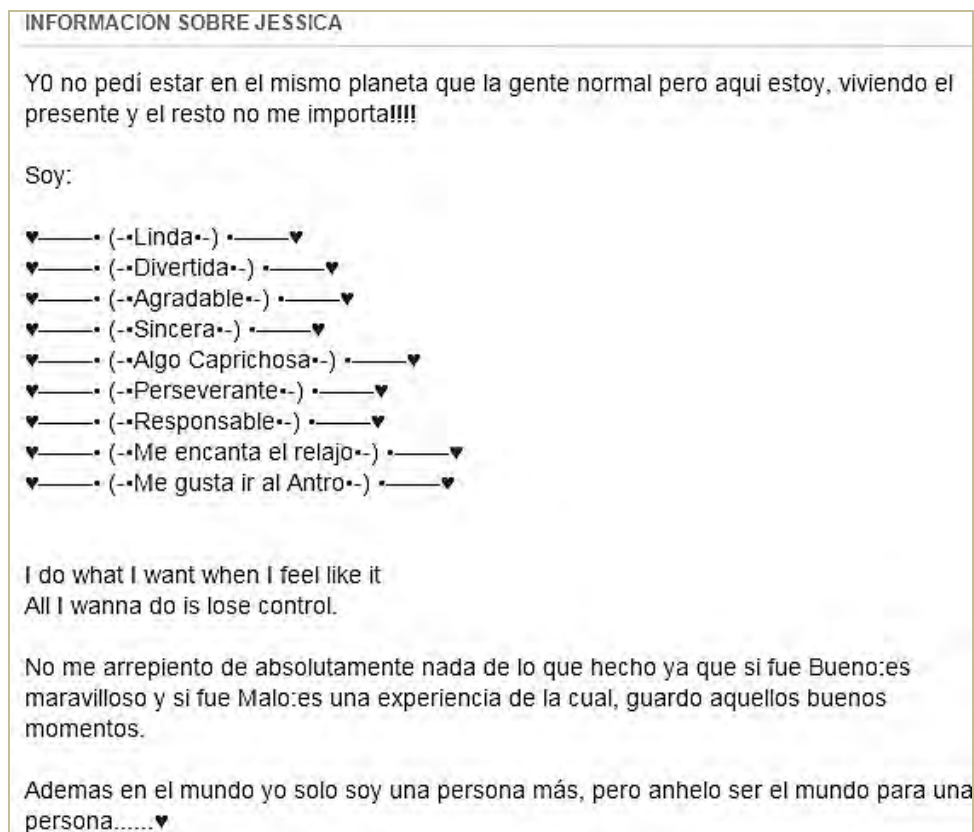 INFORMACIÓN SOBRE JESSICA
Y0 no pedí estar en el mismo planeta que la gente normal pero aqui estoy, viviendo el
presente y el resto no me importa!!!!
Soy:
♥———• (-•Linda•-) •———♥
♥———• (-•Divertida•-) •———♥
♥———• (-•Agradable•-) •———♥
♥———• (-•Sincera•-) •———♥
♥———• (-•Algo Caprichosa•-) •———♥
♥———• (-•Perseverante•-) •———♥
♥———• (-•Responsable•-) •———♥
♥———• (-•Me encanta el relajo•-) •———♥
♥———• (-•Me gusta ir al Antro•-) •———♥
I do what I want when I feel like it
All I wanna do is lose control.
No me arrepiento de absolutamente nada de lo que hecho ya que si fue Bueno:es
maravilloso y si fue Malo:es una experiencia de la cual, guardo aquellos buenos
momentos.
Ademas en el mundo yo solo soy una persona más, pero anhelo ser el mundo para una
persona......♥